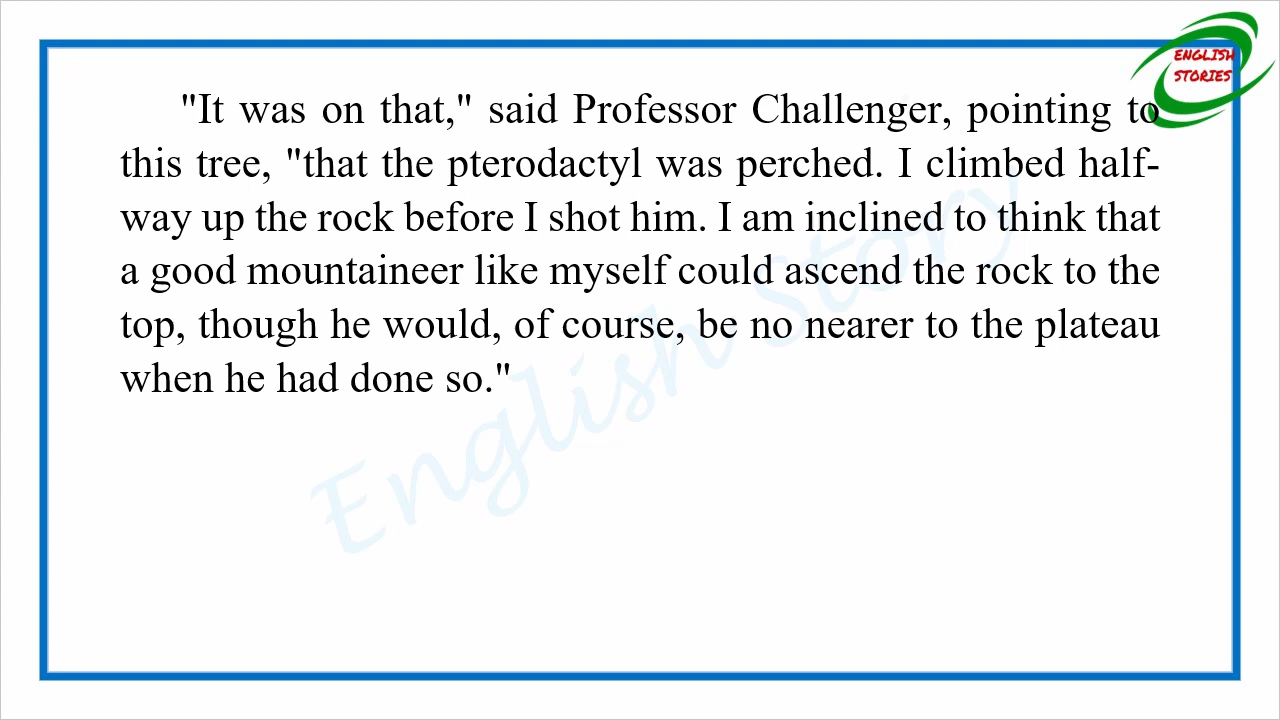 ENGLISH
STORIES
"It was on that," said Professor Challenger, pointing to
this tree, "that the pterodactyl was perched. I climbed half-
way up the rock before I shot him. I am inclined to think that
a good mountaineer like myself could ascend the rock to the
top, though he would, of course, be no nearer to the plateau
when he had done so."
English Story